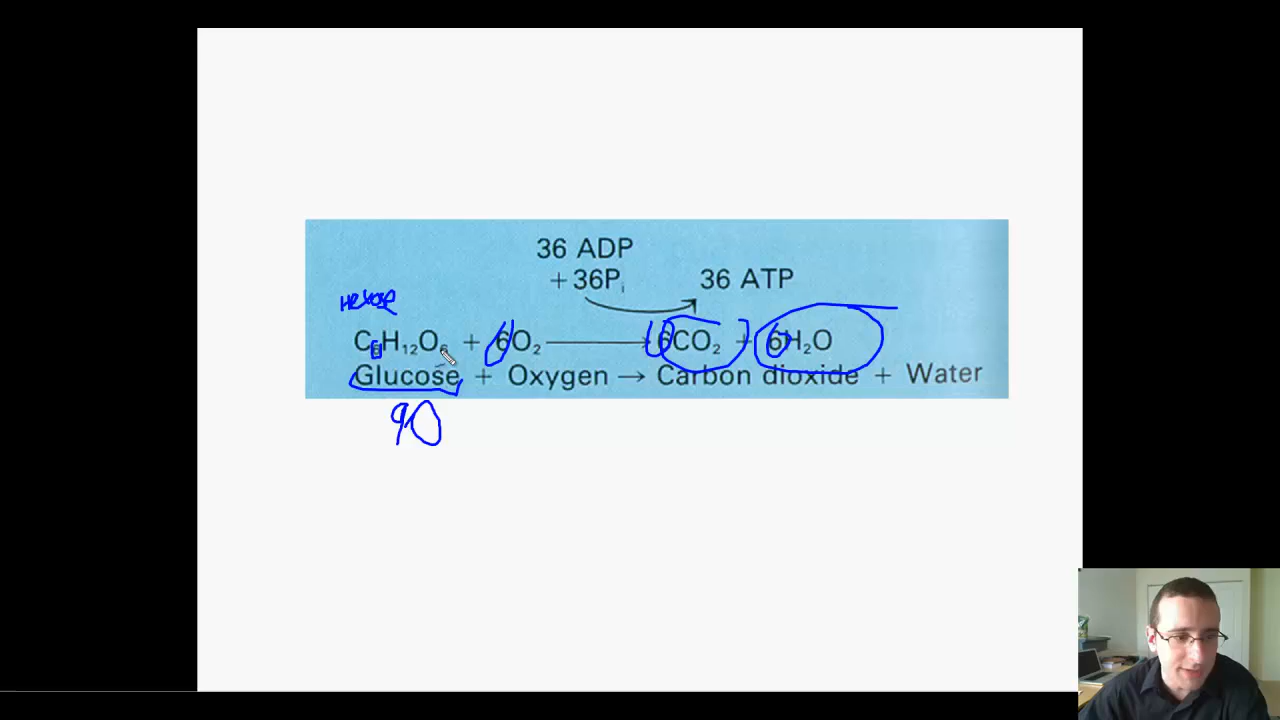 36 ADP
+ 36Pᵢ 36 ATP
Hexose
C₆H₁₂O₆ + 6O₂ ⟶ 6CO₂ + 6H₂O
Glucose + Oxygen → Carbon dioxide + Water
90